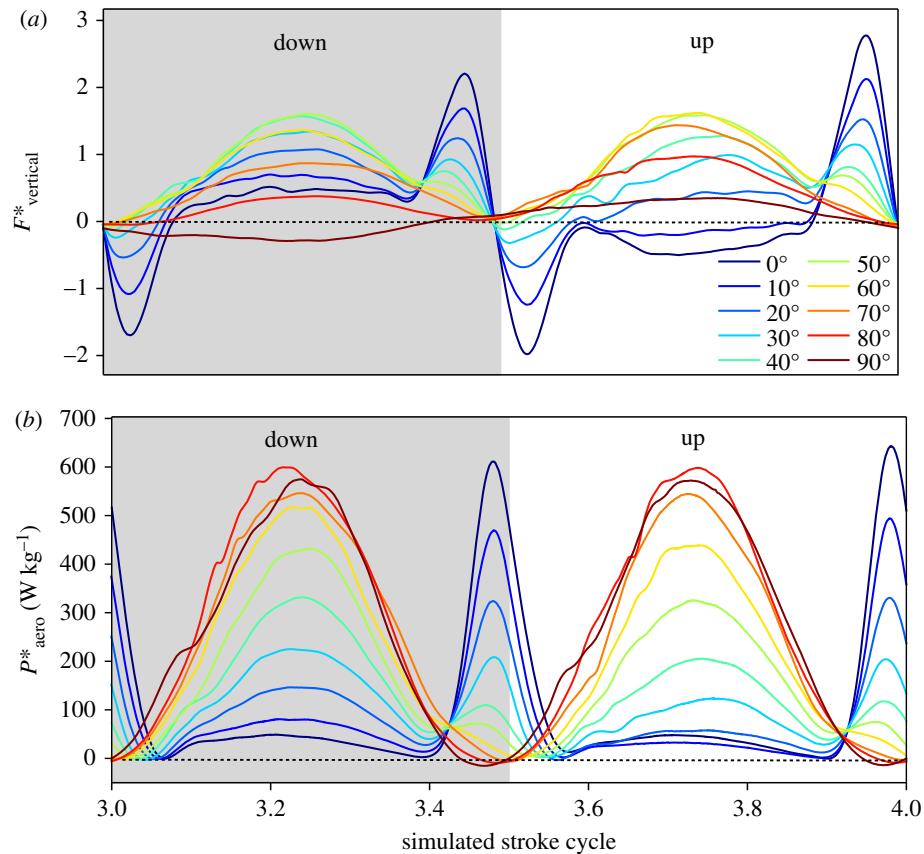 (a)
3
2
1
0
−1
−2
F*vertical
down
up
0° 50°
10° 60°
20° 70°
30° 80°
40° 90°
(b)
700
600
500
400
300
200
100
0
P*aero (W kg−1)
down
up
3.0 3.2 3.4 3.6 3.8 4.0
simulated stroke cycle